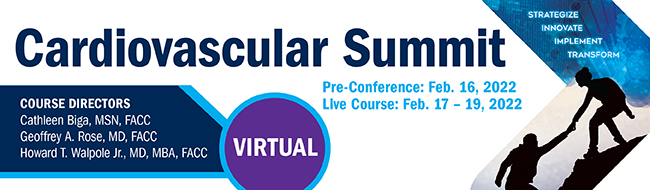 Cardiovascular Summit
STRATEGIZE
INNOVATE
IMPLEMENT
TRANSFORM
Pre-Conference: Feb. 16, 2022
Live Course: Feb. 17 – 19, 2022
COURSE DIRECTORS
Cathleen Biga, MSN, FACC
Geoffrey A. Rose, MD, FACC
Howard T. Walpole Jr., MD, MBA, FACC
VIRTUAL